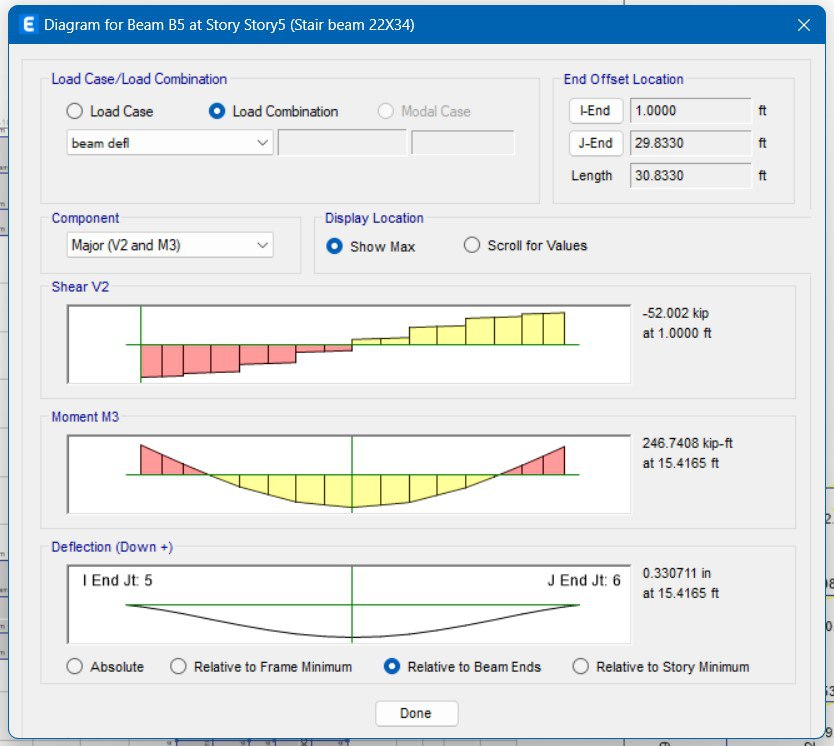 E Diagram for Beam B5 at Story Story5 (Stair beam 22X34)
Load Case/Load Combination
Load Case
Load Combination
Modal Case
beam defl
End Offset Location
I-End 1.0000 ft
J-End 29.8330 ft
Length 30.8330 ft
Component
Major (V2 and M3)
Display Location
Show Max
Scroll for Values
Shear V2
-52.002 kip
at 1.0000 ft
Moment M3
246.7408 kip-ft
at 15.4165 ft
Deflection (Down +)
I End Jt: 5
J End Jt: 6
0.330711 in
at 15.4165 ft
Absolute
Relative to Frame Minimum
Relative to Beam Ends
Relative to Story Minimum
Done